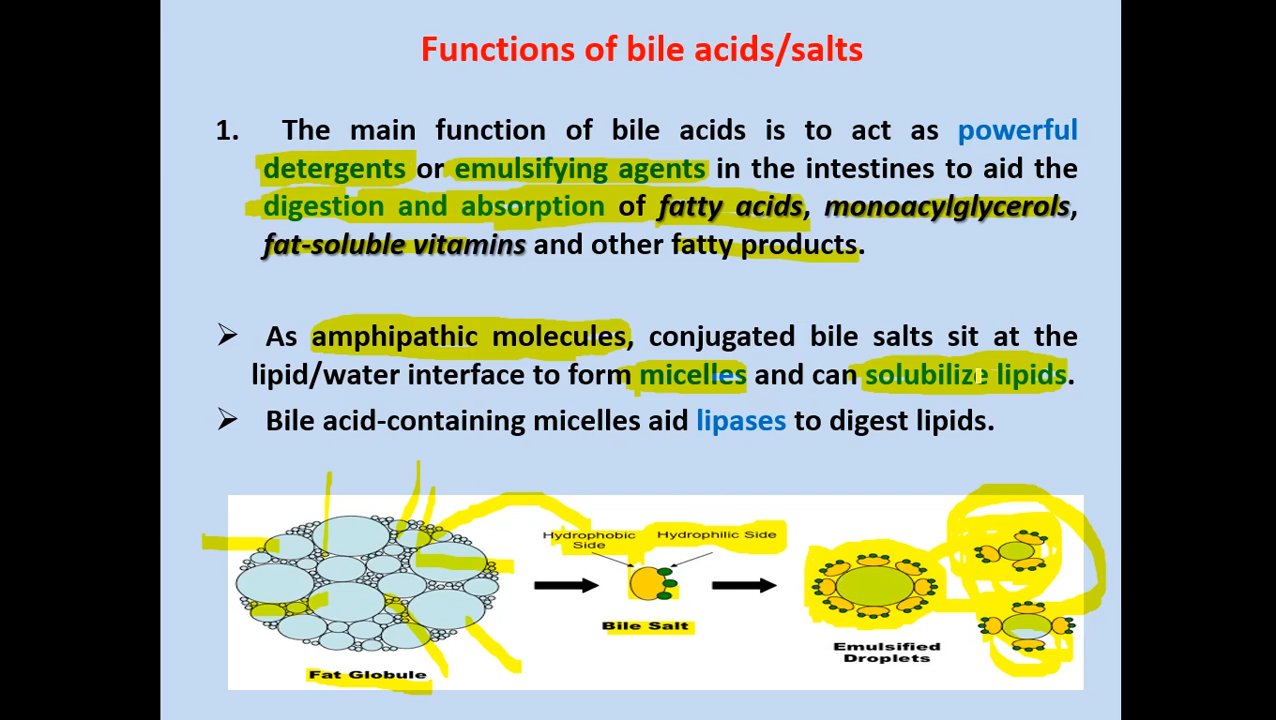 Functions of bile acids/salts
1. The main function of bile acids is to act as powerful
detergents or emulsifying agents in the intestines to aid the
digestion and absorption of fatty acids, monoacylglycerols,
fat-soluble vitamins and other fatty products.
➢ As amphipathic molecules, conjugated bile salts sit at the
lipid/water interface to form micelles and can solubilize lipids.
➢ Bile acid-containing micelles aid lipases to digest lipids.
Hydrophobic Side
Hydrophilic Side
Bile Salt
Emulsified
Droplets
Fat Globule